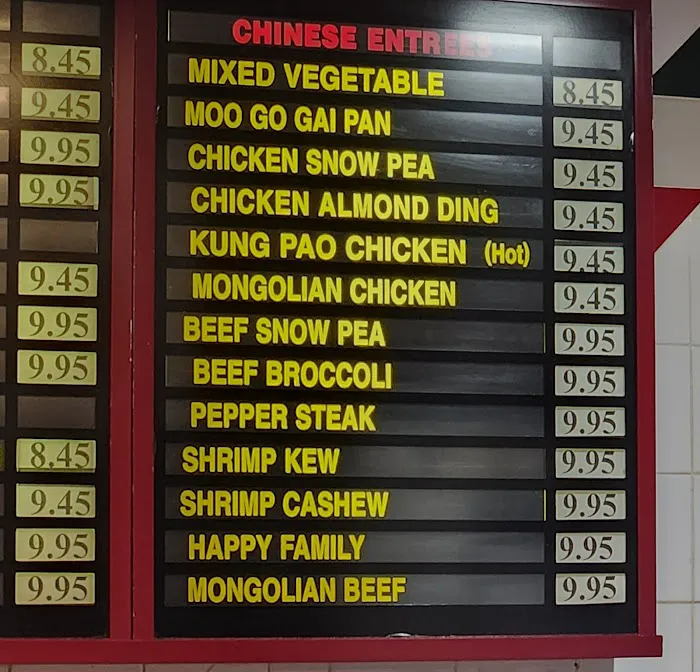 8.45
9.45
9.95
9.95
9.45
9.95
9.95
8.45
9.45
9.95
9.95
CHINESE ENTREES
MIXED VEGETABLE 8.45
MOO GO GAI PAN 9.45
CHICKEN SNOW PEA 9.45
CHICKEN ALMOND DING 9.45
KUNG PAO CHICKEN (Hot) 9.45
MONGOLIAN CHICKEN 9.45
BEEF SNOW PEA 9.95
BEEF BROCCOLI 9.95
PEPPER STEAK 9.95
SHRIMP KEW 9.95
SHRIMP CASHEW 9.95
HAPPY FAMILY 9.95
MONGOLIAN BEEF 9.95